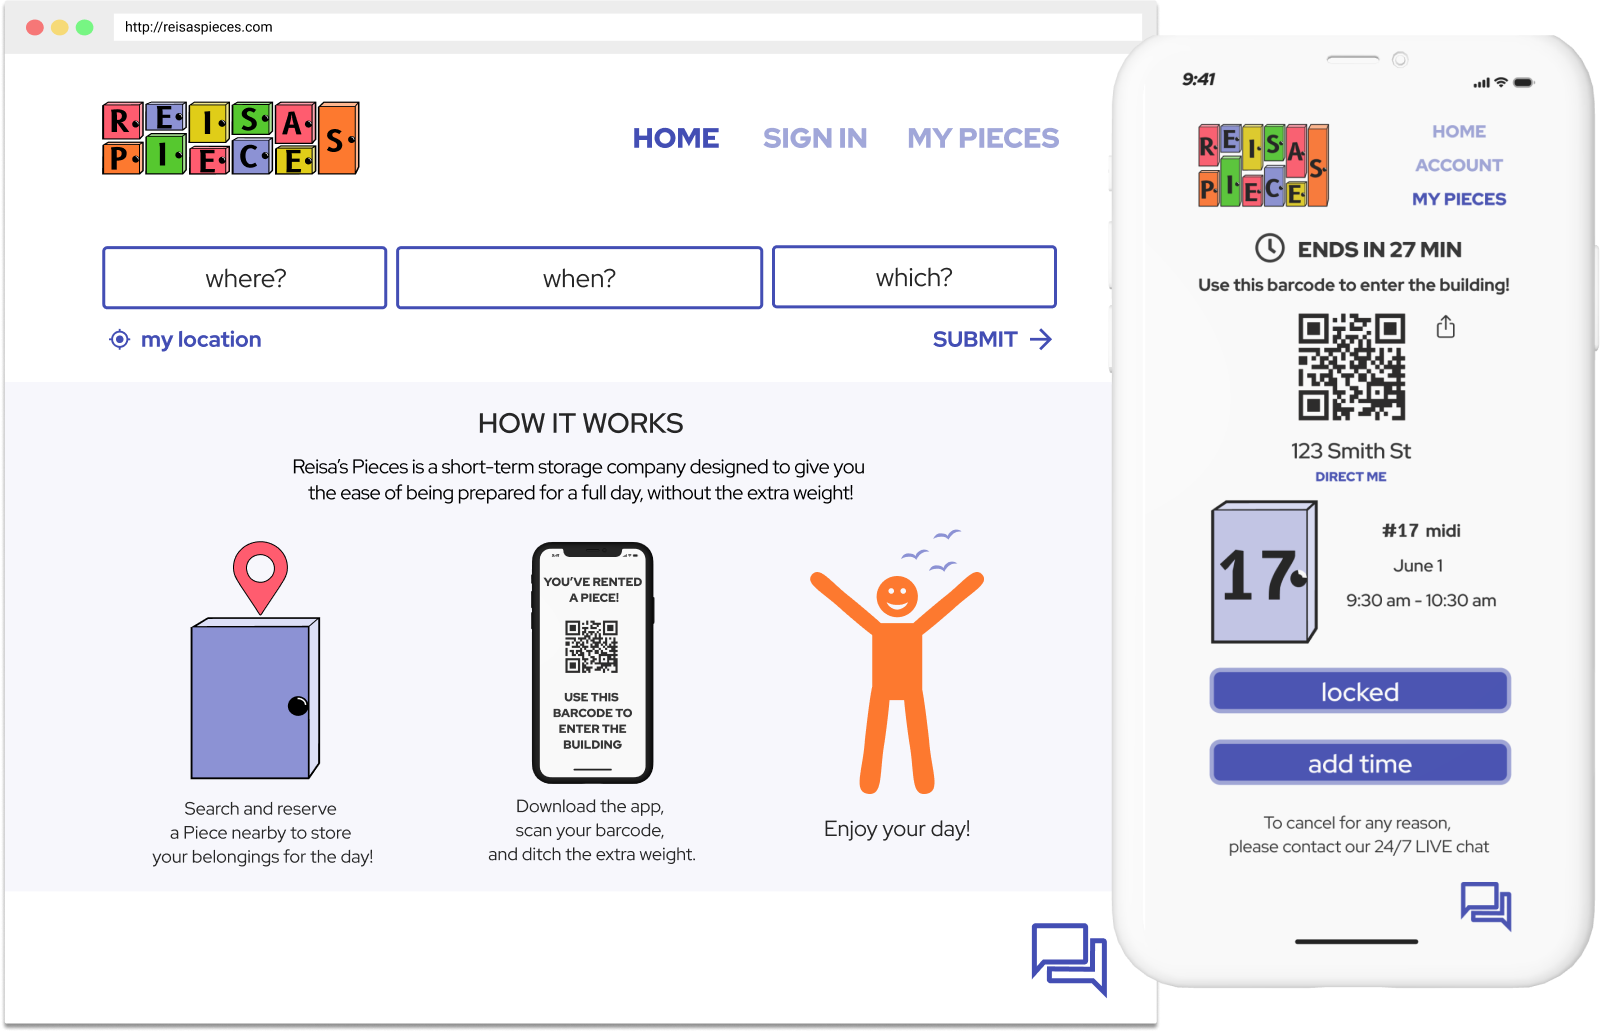 http://reisaspieces.com
REISAS
PIECE
HOME SIGN IN MY PIECES
where? when? which?
my location SUBMIT
HOW IT WORKS
Reisa's Pieces is a short-term storage company designed to give you
the ease of being prepared for a full day, without the extra weight!
YOU'VE RENTED
A PIECE!
USE THIS
BARCODE TO
ENTER THE
BUILDING
Search and reserve
a Piece nearby to store
your belongings for the day!
Download the app,
scan your barcode,
and ditch the extra weight.
Enjoy your day!
9:41
REISAS
PIECE
HOME
ACCOUNT
MY PIECES
ENDS IN 27 MIN
Use this barcode to enter the building!
123 Smith St
DIRECT ME
17
#17 midi
June 1
9:30 am - 10:30 am
locked
add time
To cancel for any reason,
please contact our 24/7 LIVE chat